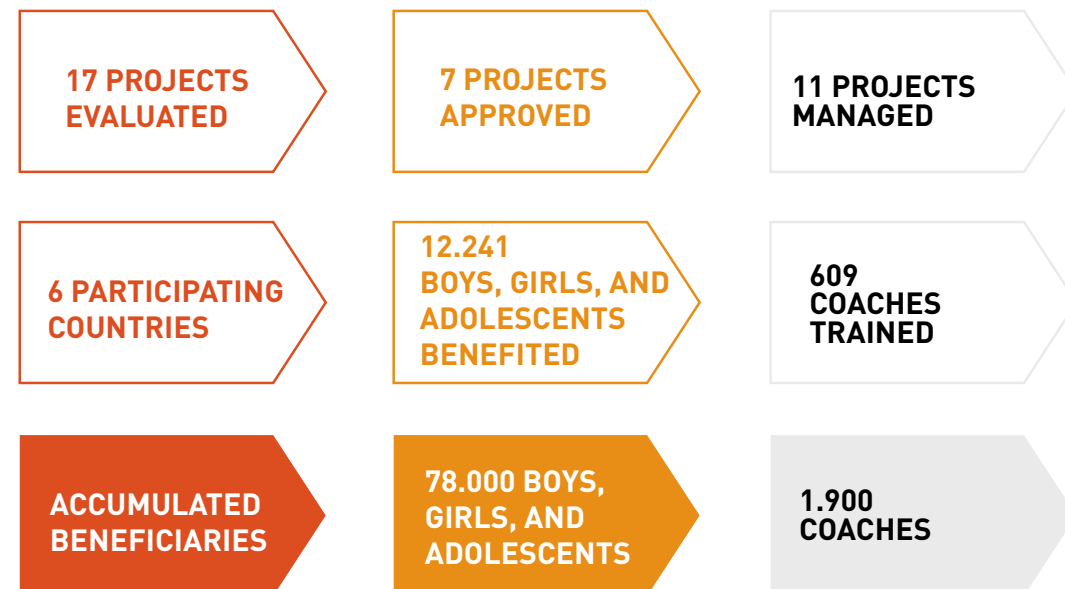 17 PROJECTS
EVALUATED
7 PROJECTS
APPROVED
11 PROJECTS
MANAGED
6 PARTICIPATING
COUNTRIES
12.241
BOYS, GIRLS, AND
ADOLESCENTS
BENEFITED
609
COACHES
TRAINED
ACCUMULATED
BENEFICIARIES
78.000 BOYS,
GIRLS, AND
ADOLESCENTS
1.900
COACHES